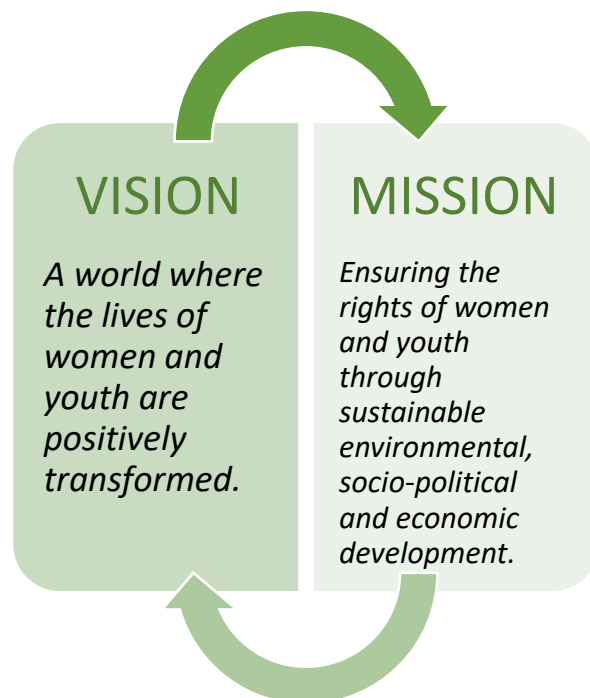 VISION
A world where
the lives of
women and
youth are
positively
transformed.
MISSION
Ensuring the
rights of women
and youth
through
sustainable
environmental,
socio-political
and economic
development.